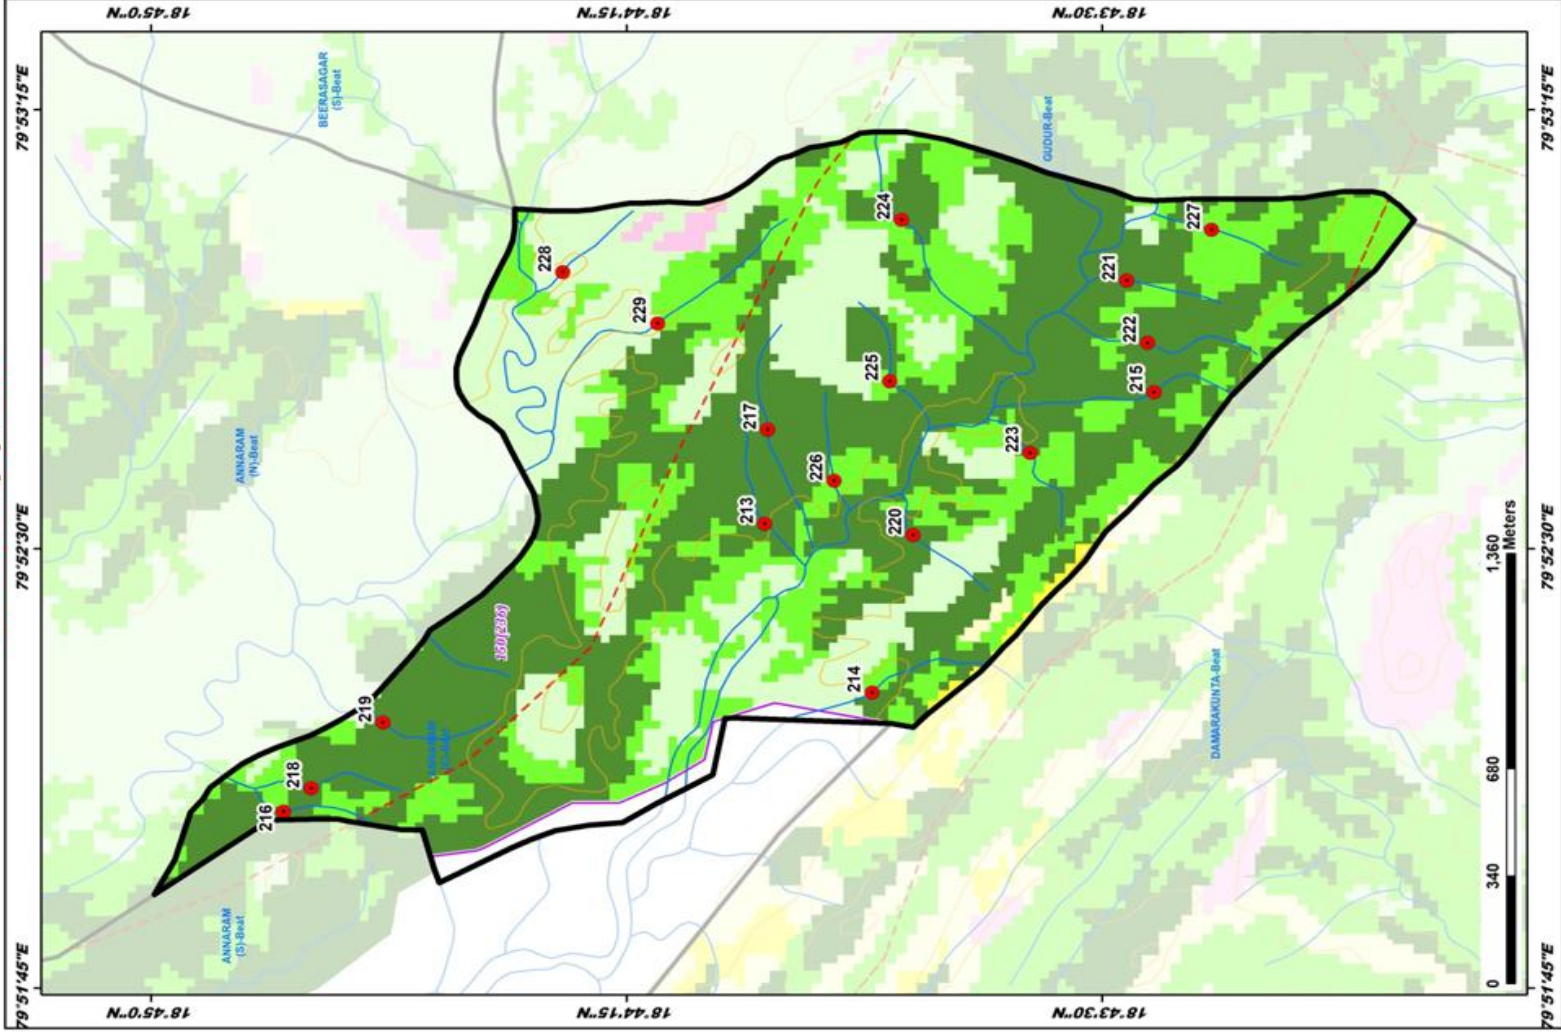 18°45'0"N
18°44'15"N
18°43'30"N
79°53'15"E
79°53'15"E
BEERASAGAR
(S)-Beat
GUDUR-Beat
224
227
228
221
229
222
225
215
217
223
ANNARAM
(N)-Beat
226
213
220
79°52'30"E
79°52'30"E
160(236)
214
219
DAMARAKUNTA-Beat
218
216
ANNARAM
(S)-Beat
0
340
680
1,360
Meters
79°51'45"E
79°51'45"E
18°45'0"N
18°44'15"N
18°43'30"N